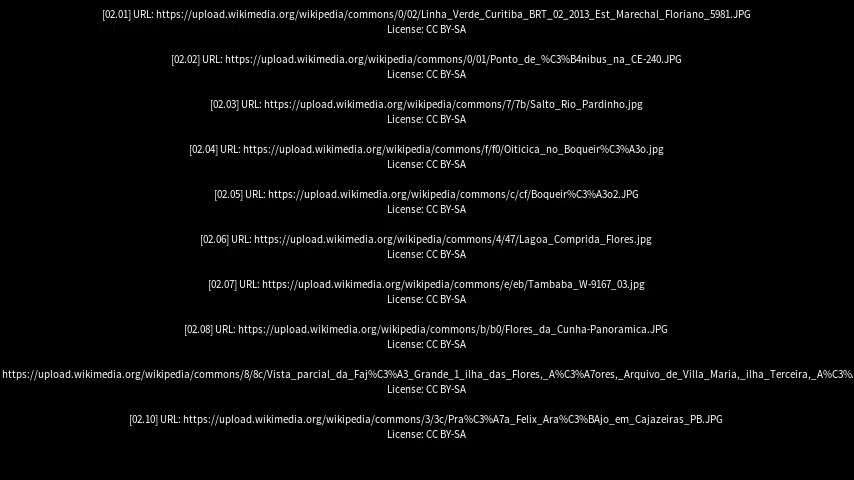 [02.01] URL: https://upload.wikimedia.org/wikipedia/commons/0/02/Linha_Verde_Curitiba_BRT_02_2013_Est_Marechal_Floriano_5981.JPG
License: CC BY-SA
[02.02] URL: https://upload.wikimedia.org/wikipedia/commons/0/01/Ponto_de_%C3%B4nibus_na_CE-240.JPG
License: CC BY-SA
[02.03] URL: https://upload.wikimedia.org/wikipedia/commons/7/7b/Salto_Rio_Pardinho.jpg
License: CC BY-SA
[02.04] URL: https://upload.wikimedia.org/wikipedia/commons/f/f0/Oiticica_no_Boqueir%C3%A3o.jpg
License: CC BY-SA
[02.05] URL: https://upload.wikimedia.org/wikipedia/commons/c/cf/Boqueir%C3%A3o2.JPG
License: CC BY-SA
[02.06] URL: https://upload.wikimedia.org/wikipedia/commons/4/47/Lagoa_Comprida_Flores.jpg
License: CC BY-SA
[02.07] URL: https://upload.wikimedia.org/wikipedia/commons/e/eb/Tambaba_W-9167_03.jpg
License: CC BY-SA
[02.08] URL: https://upload.wikimedia.org/wikipedia/commons/b/b0/Flores_da_Cunha-Panoramica.JPG
License: CC BY-SA
https://upload.wikimedia.org/wikipedia/commons/8/8c/Vista_parcial_da_Faj%C3%A3_Grande_1_ilha_das_Flores,_A%C3%A7ores,_Arquivo_de_Villa_Maria,_ilha_Terceira,_A%C3%
License: CC BY-SA
[02.10] URL: https://upload.wikimedia.org/wikipedia/commons/3/3c/Pra%C3%A7a_Felix_Ara%C3%BAjo_em_Cajazeiras_PB.JPG
License: CC BY-SA